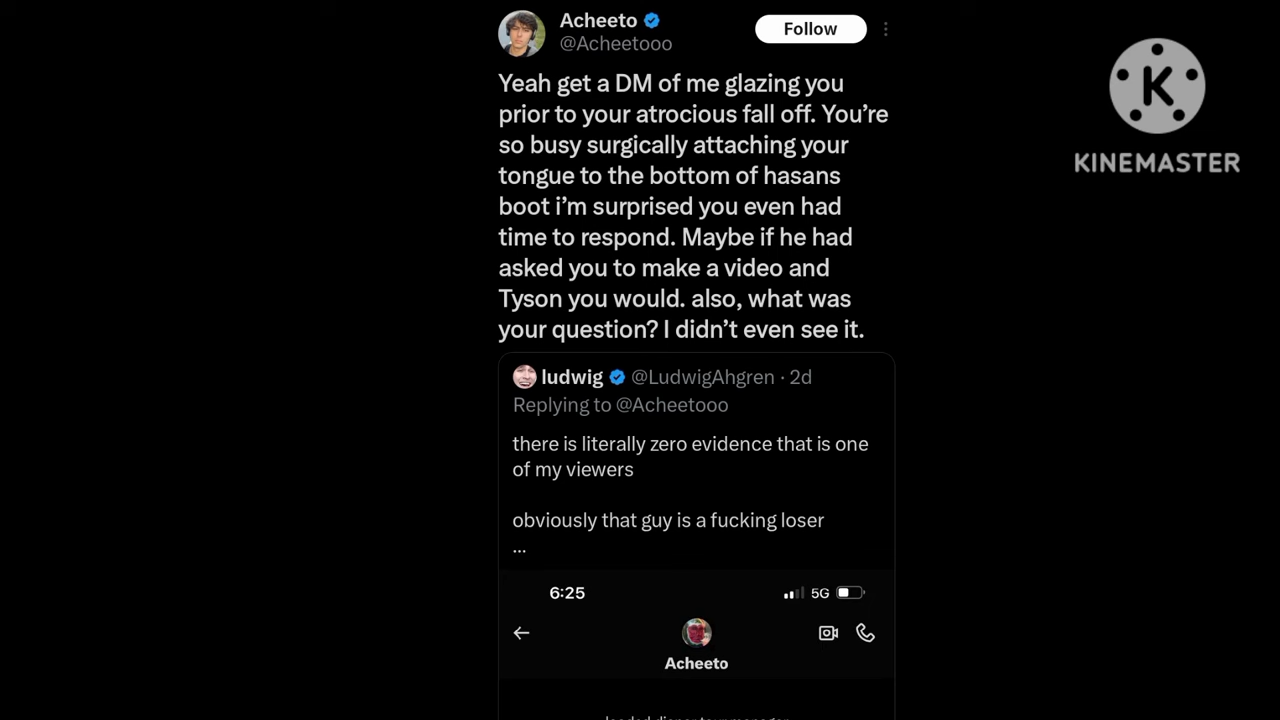 Acheeto
Follow
@Acheetooo
Yeah get a DM of me glazing you
prior to your atrocious fall off. You’re
so busy surgically attaching your
tongue to the bottom of hasans
boot i’m surprised you even had
time to respond. Maybe if he had
asked you to make a video and
Tyson you would. also, what was
your question? I didn’t even see it.
ludwig @LudwigAhgren · 2d
Replying to @Acheetooo
there is literally zero evidence that is one
of my viewers
obviously that guy is a fucking loser
...
6:25 5G
Acheeto
K
KINEMASTER